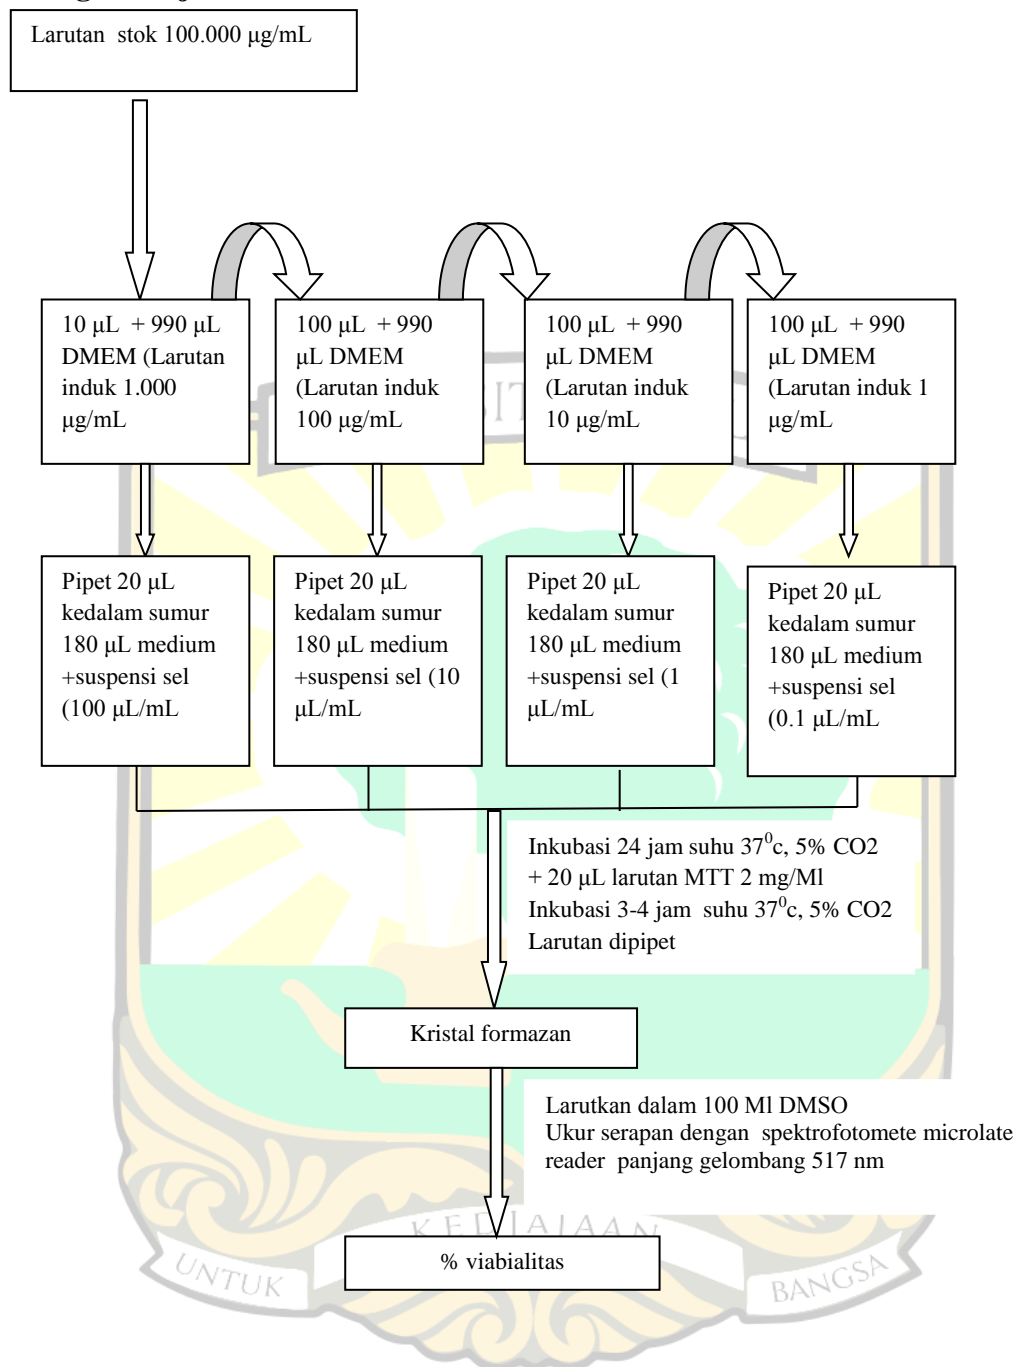 Larutan stok 100.000 µg/mL
10 µL + 990 µL
DMEM (Larutan
induk 1.000
µg/mL
100 µL + 990
µL DMEM
(Larutan induk
100 µg/mL
100 µL + 990
µL DMEM
(Larutan induk
10 µg/mL
100 µL + 990
µL DMEM
(Larutan induk 1
µg/mL
Pipet 20 µL
kedalam sumur
180 µL medium
+suspensi sel
(100 µL/mL
Pipet 20 µL
kedalam sumur
180 µL medium
+suspensi sel (10
µL/mL
Pipet 20 µL
kedalam sumur
180 µL medium
+suspensi sel (1
µL/mL
Pipet 20 µL
kedalam sumur
180 µL medium
+suspensi sel
(0.1 µL/mL
Inkubasi 24 jam suhu 37⁰c, 5% CO2
+ 20 µL larutan MTT 2 mg/Ml
Inkubasi 3-4 jam suhu 37⁰c, 5% CO2
Larutan dipipet
Kristal formazan
Larutkan dalam 100 Ml DMSO
Ukur serapan dengan spektrofotomete microlate
reader panjang gelombang 517 nm
% viabialitas
KEDJAJAAN
UNTUK
BANGSA